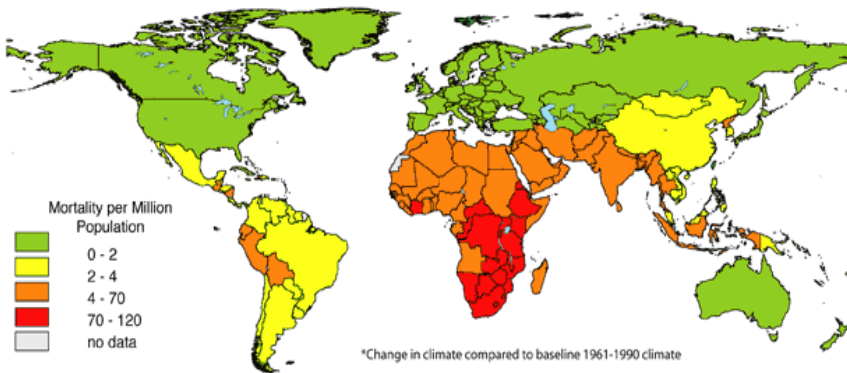 Mortality per Million
Population
0 - 2
2 - 4
4 - 70
70 - 120
no data
*Change in climate compared to baseline 1961-1990 climate